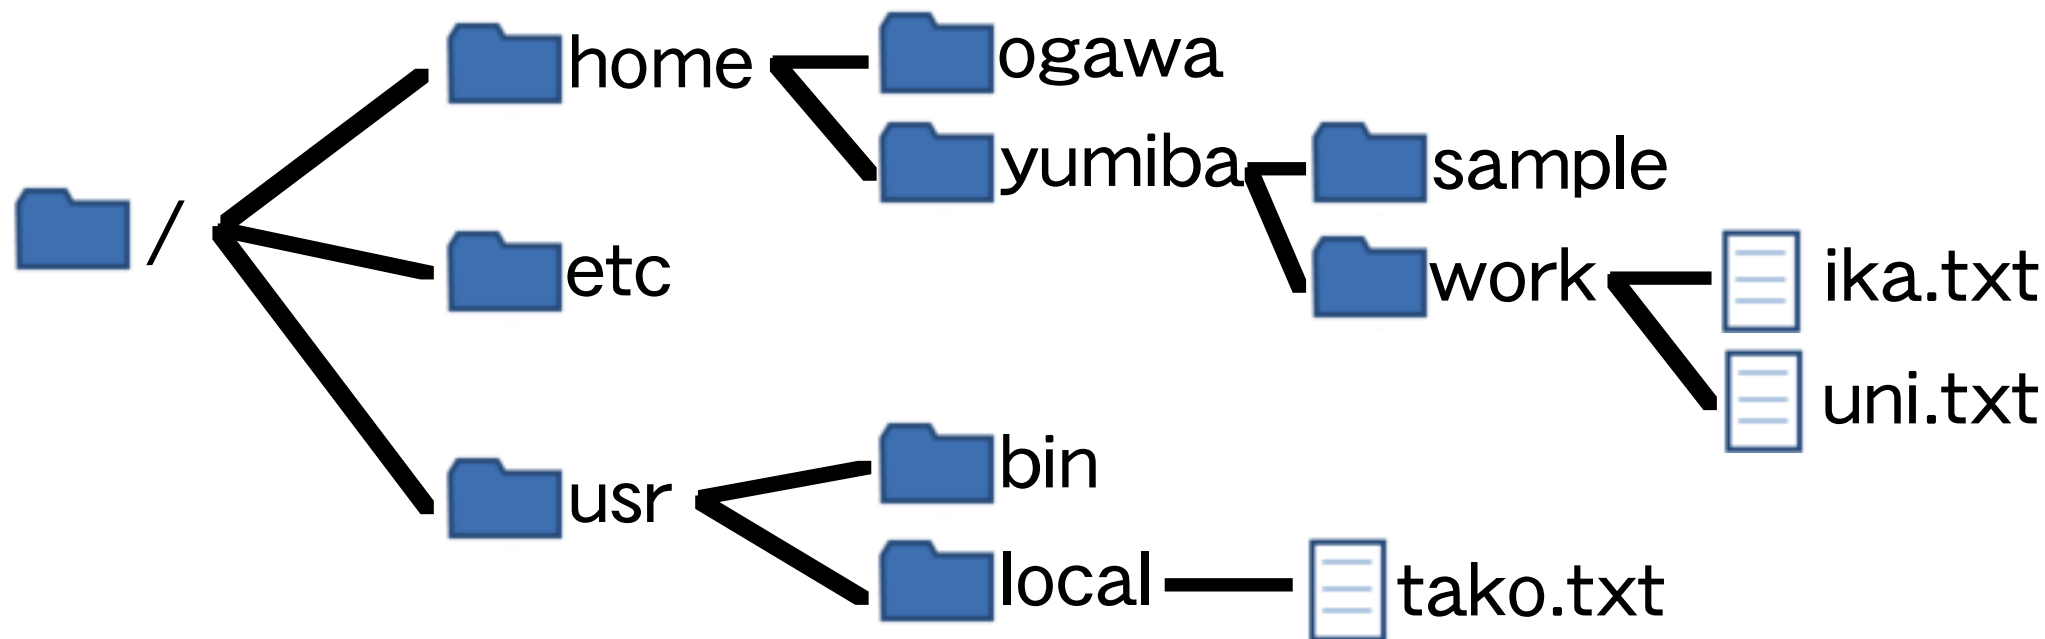 home
ogawa
yumiba
sample
/
etc
work
ika.txt
uni.txt
usr
bin
local
tako.txt